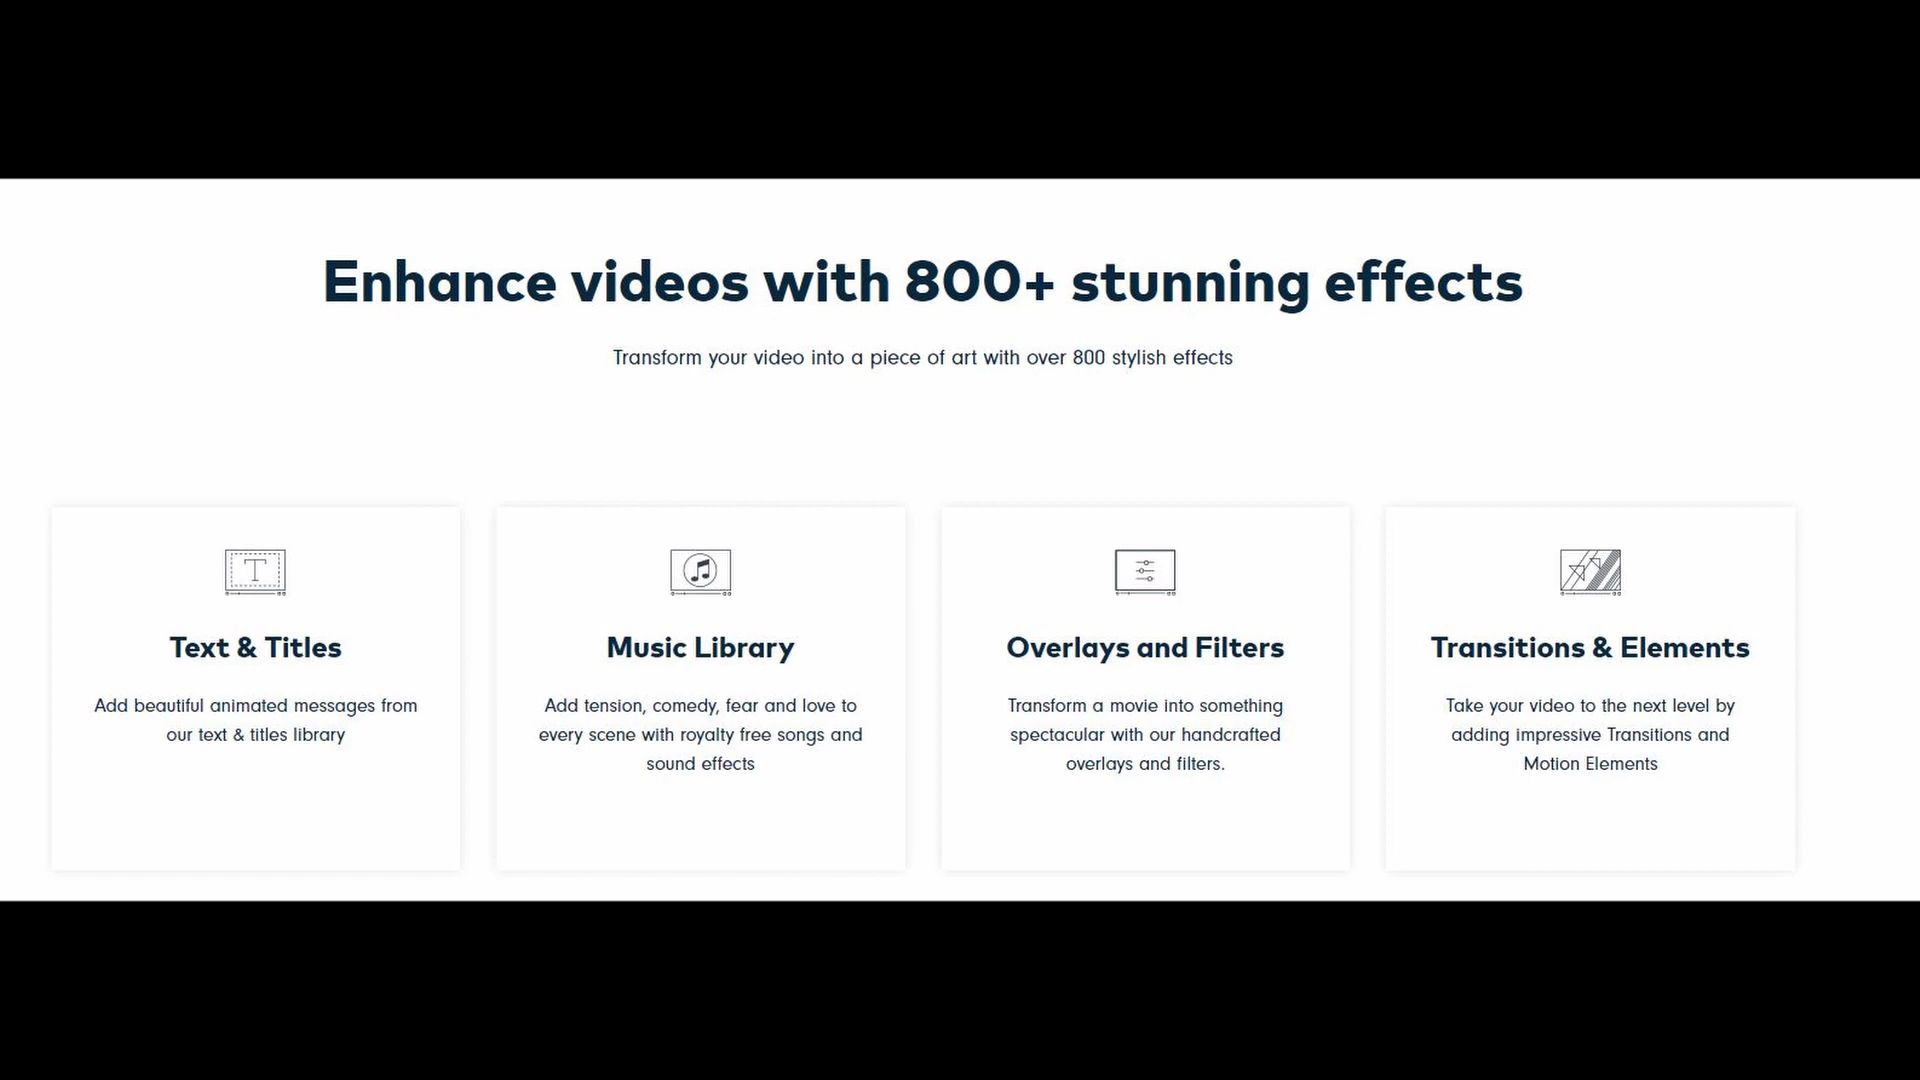 Enhance videos with 800+ stunning effects
Transform your video into a piece of art with over 800 stylish effects
Text & Titles
Add beautiful animated messages from
our text & titles library
Music Library
Add tension, comedy, fear and love to
every scene with royalty free songs and
sound effects
Overlays and Filters
Transform a movie into something
spectacular with our handcrafted
overlays and filters.
Transitions & Elements
Take your video to the next level by
adding impressive Transitions and
Motion Elements